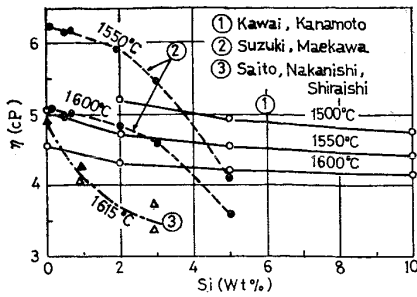 ① Kawai, Kanamoto
② Suzuki, Maekawa
③ Saito, Nakanishi,
Shiraishi
1550°C
②
1600°C
①
1500°C
1550°C
1600°C
1615°C
③
6
5
4
3
η (cP)
0
2
4
6
8
10
Si (Wt%)